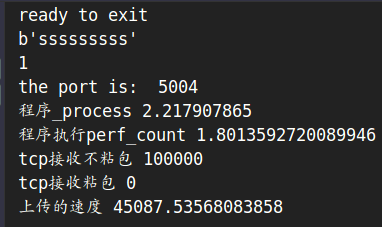 ready to exit
b'sssssssss'
1
the port is:  5004
程序_process 2.217907865
程序执行perf_count 1.8013592720089946
tcp接收不粘包 100000
tcp接收粘包 0
上传的速度 45087.53568083858